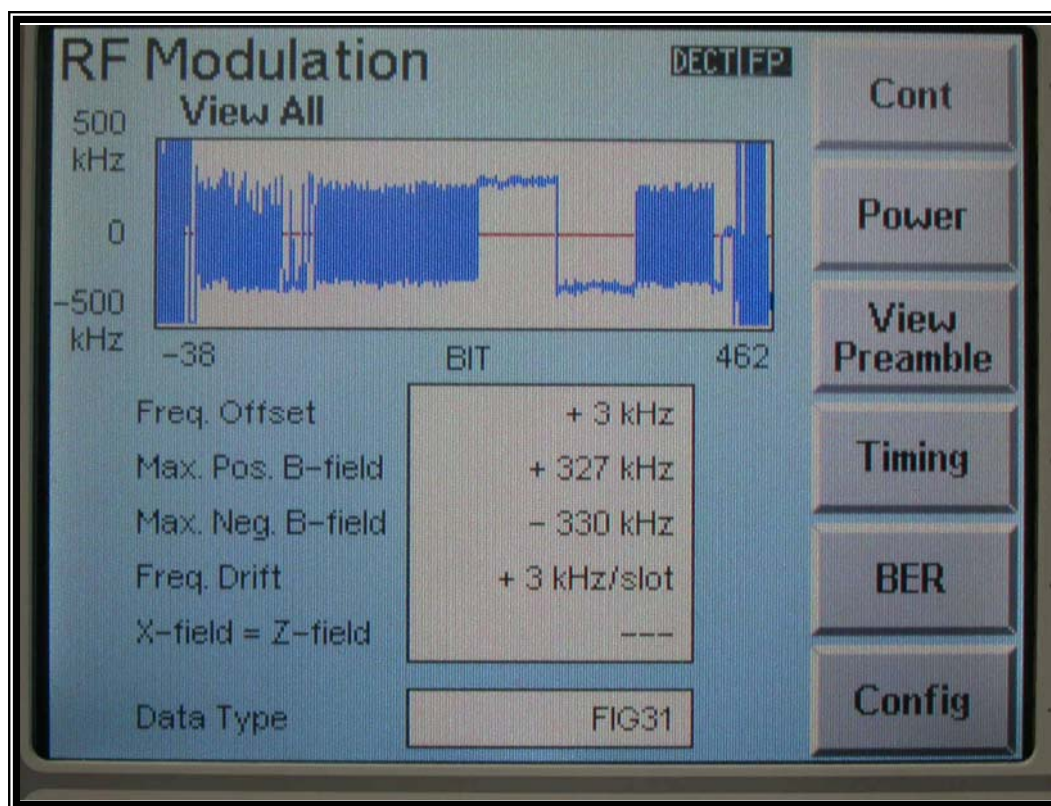 RF Modulation
DECT FP
View All
500
kHz
0
-500
kHz
-38 BIT 462
Freq. Offset + 3 kHz
Max. Pos. B-field + 327 kHz
Max. Neg. B-field - 330 kHz
Freq. Drift + 3 kHz/slot
X-field = Z-field ---
Data Type FIG31
Cont
Power
View
Preamble
Timing
BER
Config